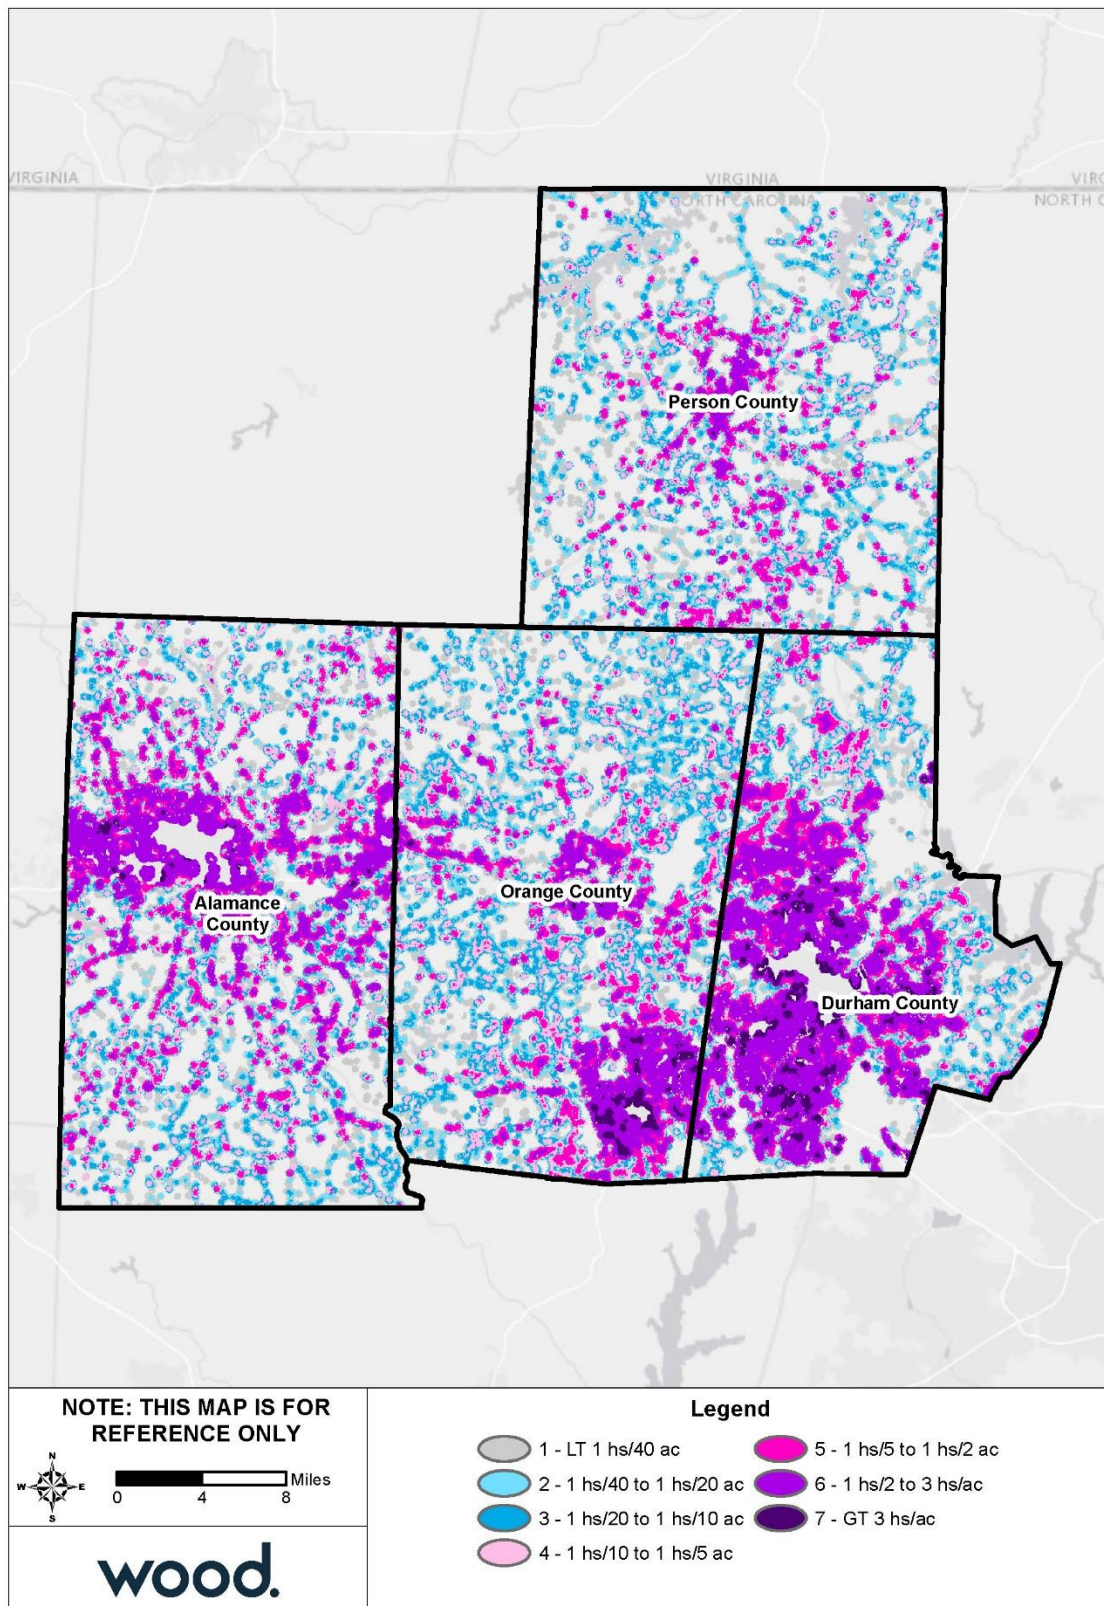 VIRGINIA
VIRGINIA
NORTH CAROLINA
VIRG
NORTH C
Person County
Orange County
Alamance
County
Durham County
NOTE: THIS MAP IS FOR
REFERENCE ONLY
N
W
E
S
Miles
0
4
8
wood.
Legend
1 - LT 1 hs/40 ac
2 - 1 hs/40 to 1 hs/20 ac
3 - 1 hs/20 to 1 hs/10 ac
4 - 1 hs/10 to 1 hs/5 ac
5 - 1 hs/5 to 1 hs/2 ac
6 - 1 hs/2 to 3 hs/ac
7 - GT 3 hs/ac